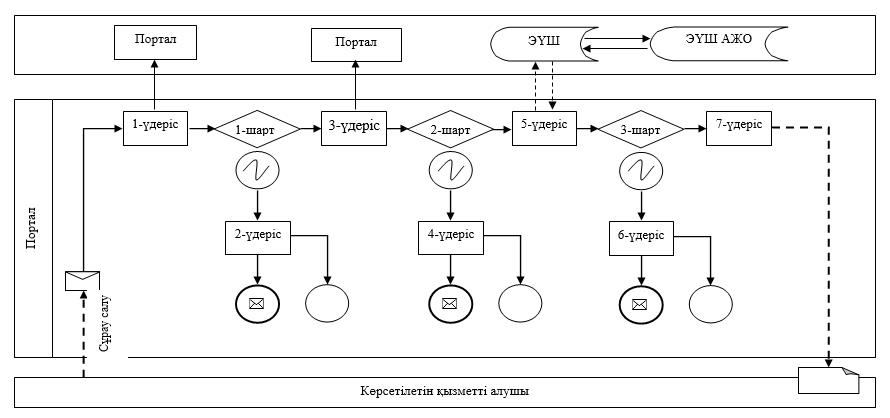 Портал
Портал
ЭҮШ
ЭҮШ АЖО
1-үдеріс
1-шарт
3-үдеріс
2-шарт
5-үдеріс
3-шарт
7-үдеріс
Портал
2-үдеріс
4-үдеріс
6-үдеріс
Сұрау салу
Көрсетілетін қызметті алушы